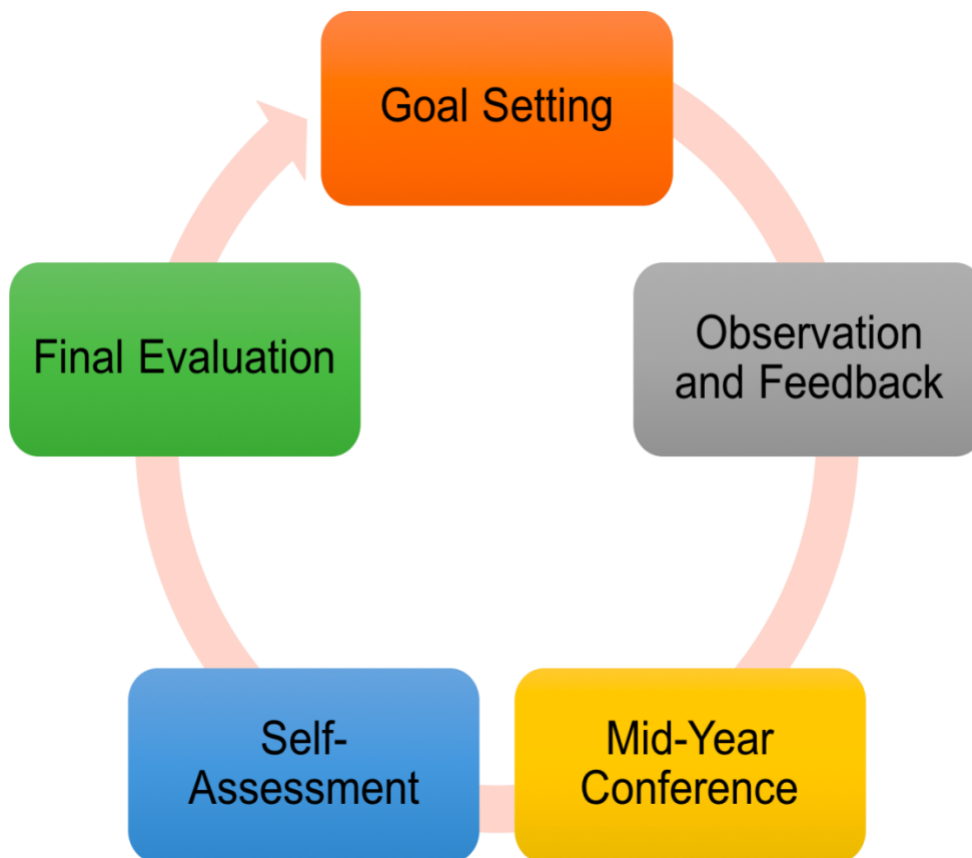 Goal Setting
Observation
and Feedback
Mid-Year
Conference
Self-
Assessment
Final Evaluation